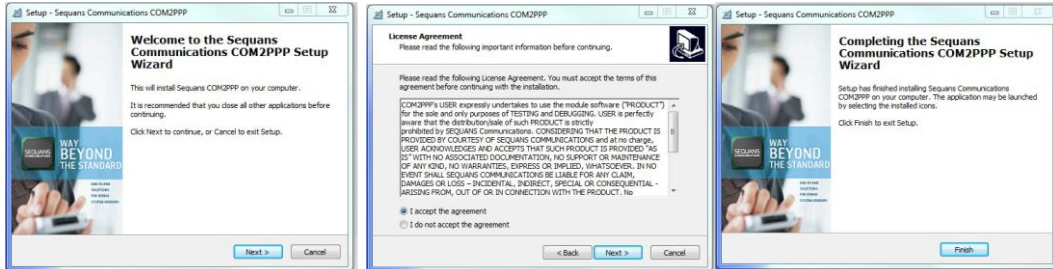 Setup - Sequans Communications COM2PPP
Welcome to the Sequans
Communications COM2PPP Setup
Wizard
This will install Sequans COM2PPP on your computer.
It is recommended that you close all other applications before
continuing.
Click Next to continue, or Cancel to exit Setup.
SEQUANS
WAY
BEYOND
THE STANDARD
Next >
Cancel
Setup - Sequans Communications COM2PPP
License Agreement
Please read the following important information before continuing.
Please read the following License Agreement. You must accept the terms of this
agreement before continuing with the installation.
COM2PPP's USER expressly undertakes to use the module software ("PRODUCT")
for the sole and only purposes of TESTING and DEBUGGING. USER is perfectly
aware that the distribution/sale of such PRODUCT is strictly
prohibited by SEQUANS Communications. CONSIDERING THAT THE PRODUCT IS
PROVIDED BY COURTESY OF SEQUANS COMMUNICATIONS and at no charge,
USER ACKNOWLEDGES AND ACCEPTS THAT SUCH PRODUCT IS PROVIDED "AS
IS" WITH NO ASSOCIATED DOCUMENTATION, NO SUPPORT OR MAINTENANCE
OF ANY KIND, NO WARRANTIES, EXPRESS OR IMPLIED, WHATSOEVER. IN NO
EVENT SHALL SEQUANS COMMUNICATIONS BE LIABLE FOR ANY CLAIM,
DAMAGES OR LOSS – INCIDENTAL, INDIRECT, SPECIAL OR CONSEQUENTIAL -
ARISING FROM, OUT OF OR IN CONNECTION WITH THE PRODUCT. No
I accept the agreement
I do not accept the agreement
< Back
Next >
Cancel
Setup - Sequans Communications COM2PPP
Completing the Sequans
Communications COM2PPP Setup
Wizard
Setup has finished installing Sequans Communications
COM2PPP on your computer. The application may be launched
by selecting the installed icons.
Click Finish to exit Setup.
SEQUANS
WAY
BEYOND
THE STANDARD
Finish